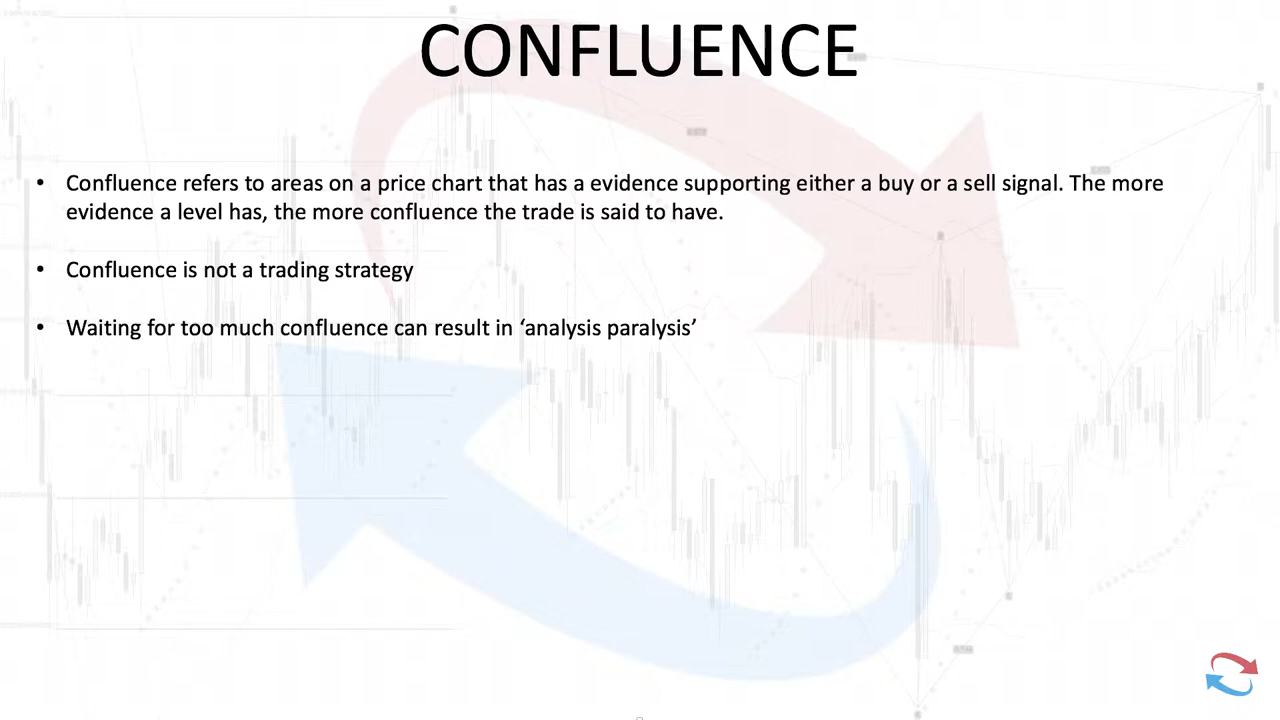 CONFLUENCE
• Confluence refers to areas on a price chart that has a evidence supporting either a buy or a sell signal. The more
evidence a level has, the more confluence the trade is said to have.
• Confluence is not a trading strategy
• Waiting for too much confluence can result in ‘analysis paralysis’